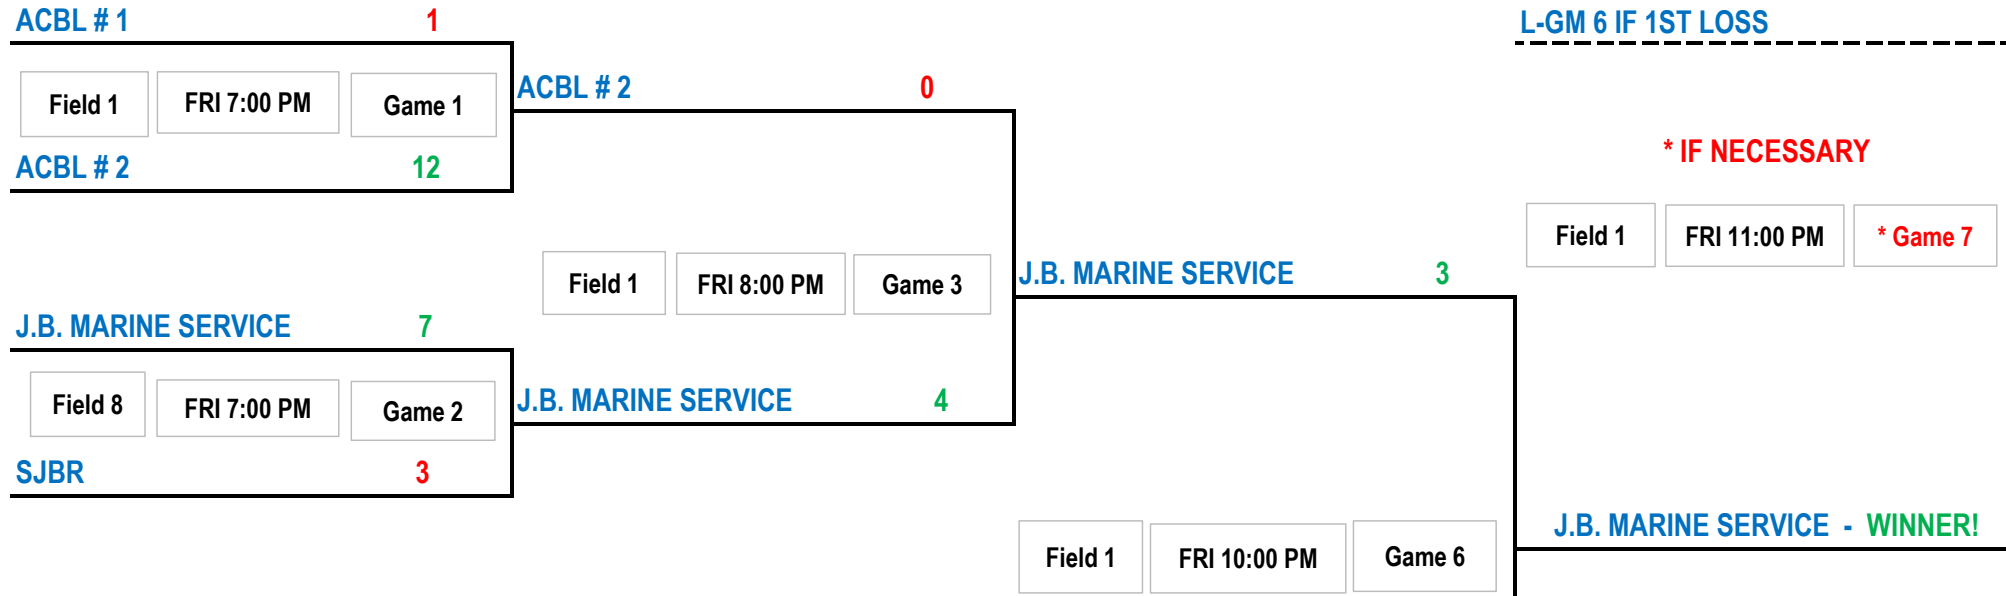 ACBL # 1 1
L-GM 6 IF 1ST LOSS
Field 1 FRI 7:00 PM Game 1
ACBL # 2 0
ACBL # 2 12
* IF NECESSARY
Field 1 FRI 11:00 PM * Game 7
Field 1 FRI 8:00 PM Game 3
J.B. MARINE SERVICE 3
J.B. MARINE SERVICE 7
Field 8 FRI 7:00 PM Game 2
J.B. MARINE SERVICE 4
SJBR 3
J.B. MARINE SERVICE - WINNER!
Field 1 FRI 10:00 PM Game 6